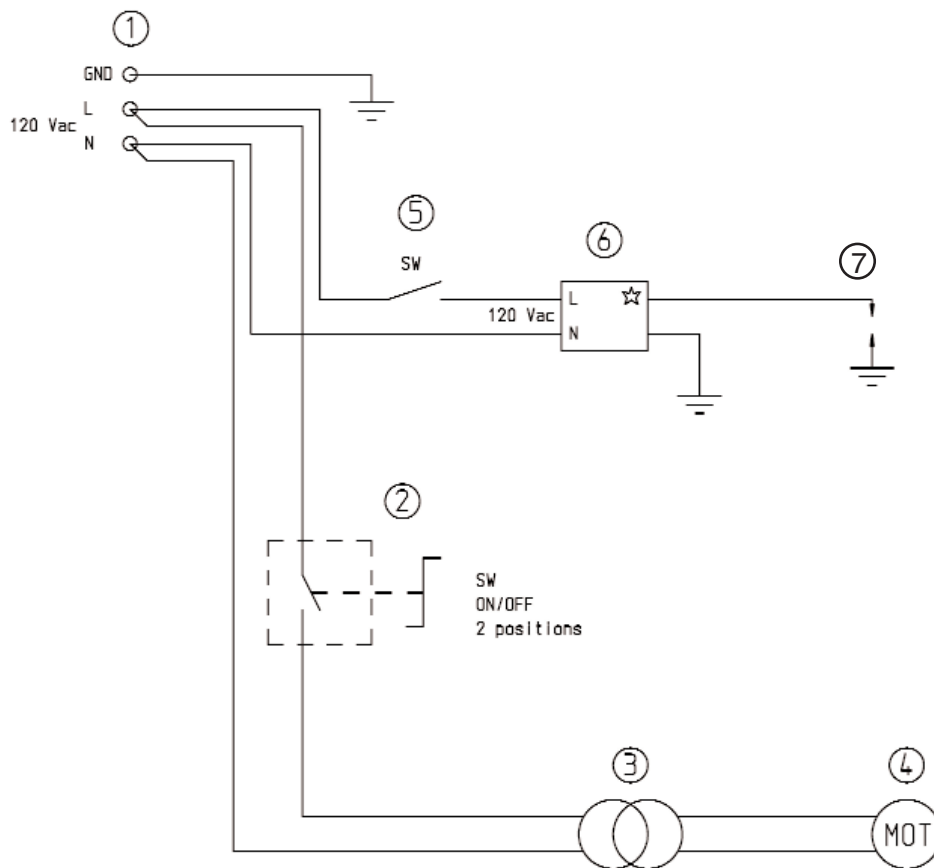 1
GND
L
120 Vac
N
5
SW
6
7
L
120 Vac
N
2
SW
ON/OFF
2 positions
3
4
MOT